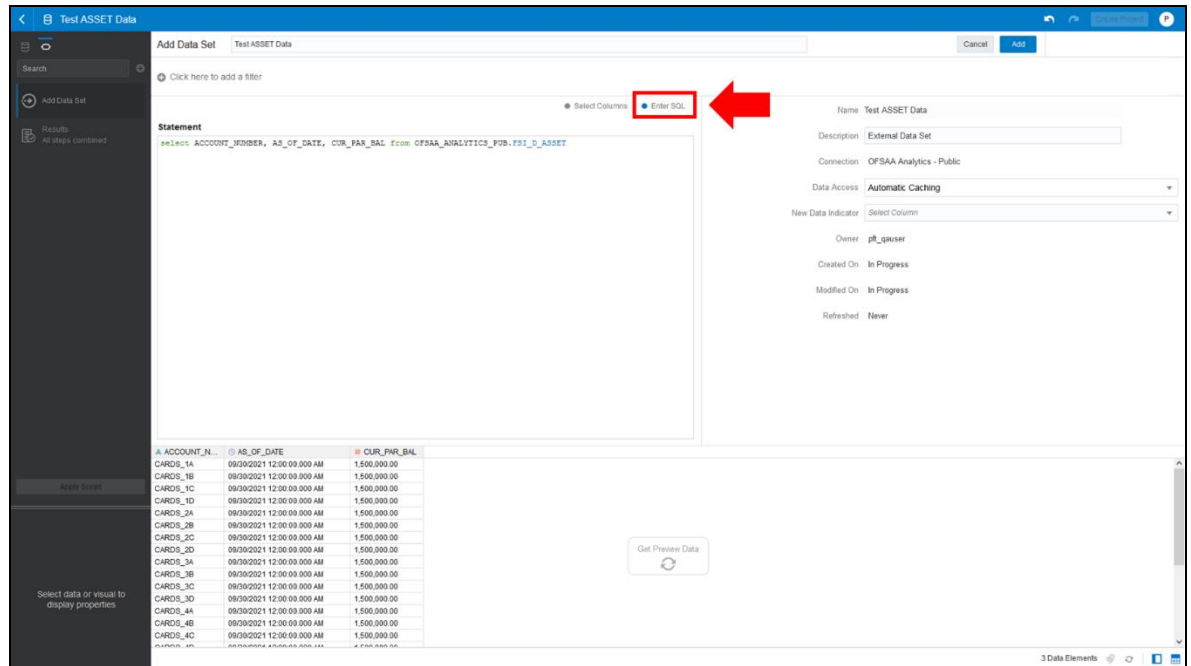 Test ASSET Data
Create Project
P
Search
Add Data Set
Results
All steps combined
Apply Script
Select data or visual to
display properties
Add Data Set Test ASSET Data Cancel Add
Click here to add a filter
Select Columns Enter SQL
Statement
select ACCOUNT_NUMBER, AS_OF_DATE, CUR_PAR_BAL from OFSAA_ANALYTICS_PUB.FSI_D_ASSET
Name Test ASSET Data
Description External Data Set
Connection OFSAA Analytics - Public
Data Access Automatic Caching
New Data Indicator Select Column
Owner pft_qauser
Created On In Progress
Modified On In Progress
Refreshed Never
A ACCOUNT_N... AS_OF_DATE # CUR_PAR_BAL
CARDS_1A 09/30/2021 12:00:00.000 AM 1,500,000.00
CARDS_1B 09/30/2021 12:00:00.000 AM 1,500,000.00
CARDS_1C 09/30/2021 12:00:00.000 AM 1,500,000.00
CARDS_1D 09/30/2021 12:00:00.000 AM 1,500,000.00
CARDS_2A 09/30/2021 12:00:00.000 AM 1,500,000.00
CARDS_2B 09/30/2021 12:00:00.000 AM 1,500,000.00
CARDS_2C 09/30/2021 12:00:00.000 AM 1,500,000.00
CARDS_2D 09/30/2021 12:00:00.000 AM 1,500,000.00
CARDS_3A 09/30/2021 12:00:00.000 AM 1,500,000.00
CARDS_3B 09/30/2021 12:00:00.000 AM 1,500,000.00
CARDS_3C 09/30/2021 12:00:00.000 AM 1,500,000.00
CARDS_3D 09/30/2021 12:00:00.000 AM 1,500,000.00
CARDS_4A 09/30/2021 12:00:00.000 AM 1,500,000.00
CARDS_4B 09/30/2021 12:00:00.000 AM 1,500,000.00
CARDS_4C 09/30/2021 12:00:00.000 AM 1,500,000.00
Get Preview Data
3 Data Elements